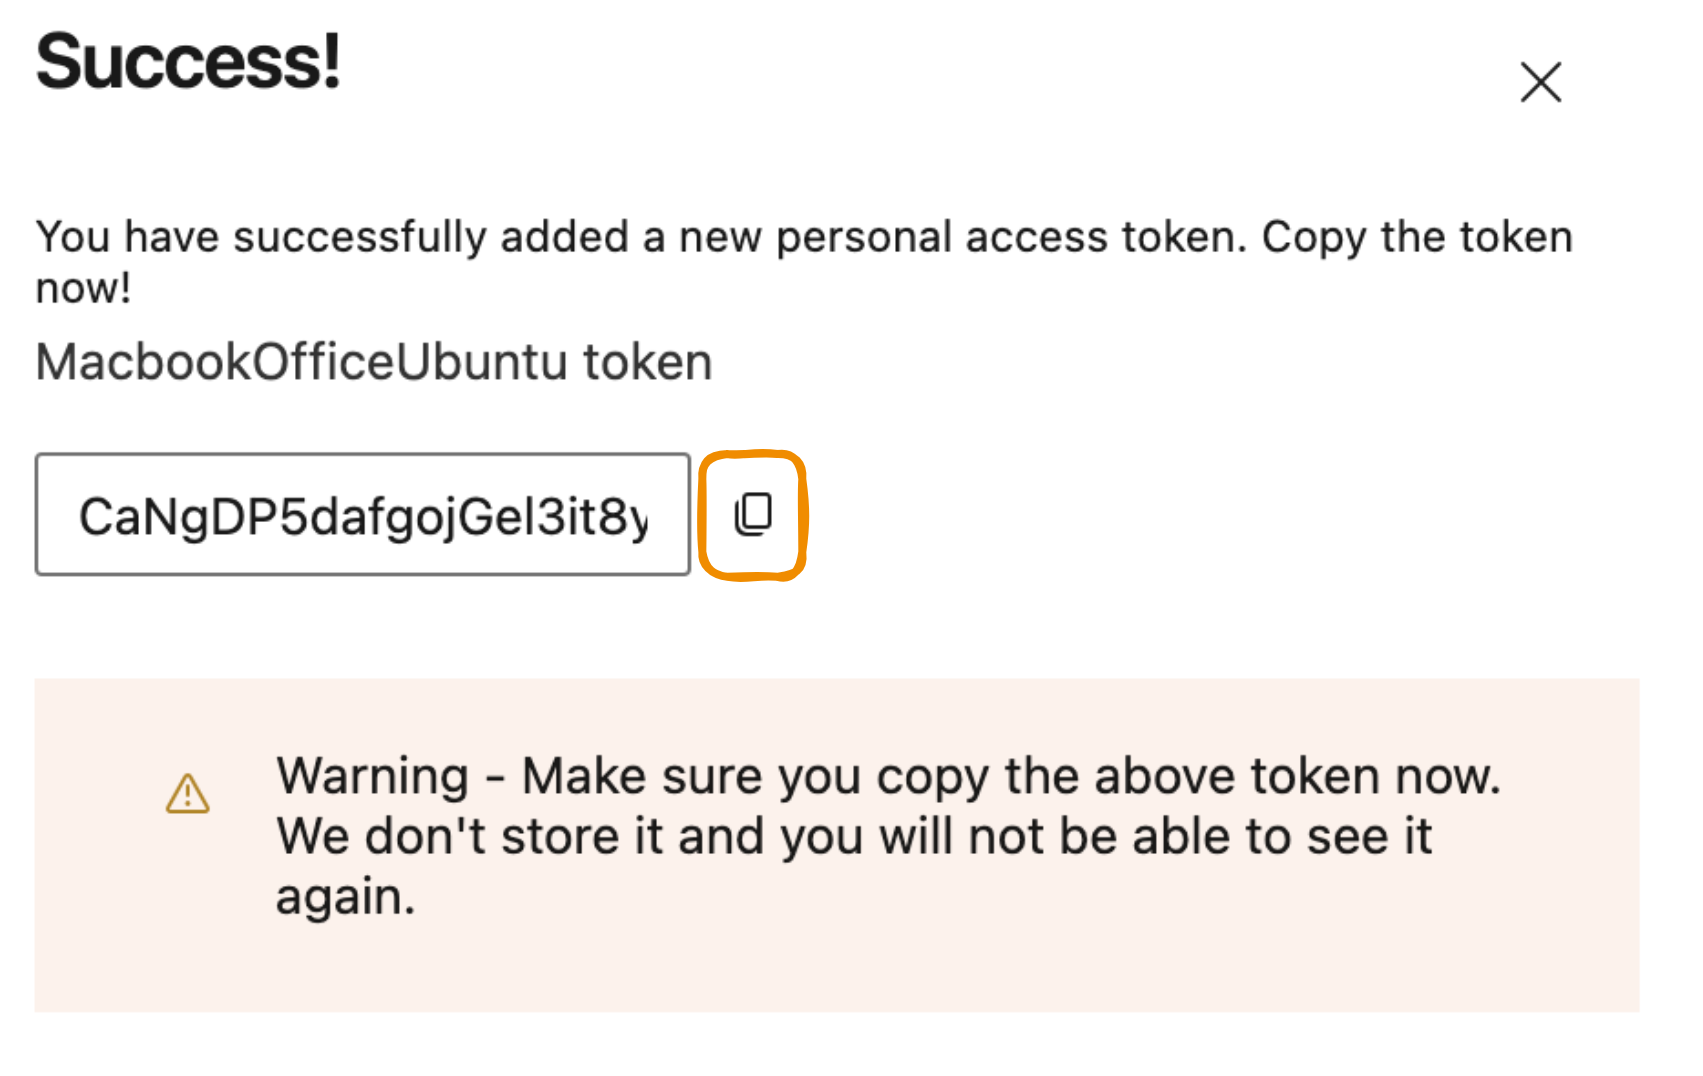 Success!
You have successfully added a new personal access token. Copy the token
now!
MacbookOfficeUbuntu token
CaNgDP5dafgojGel3it8y
Warning - Make sure you copy the above token now.
We don't store it and you will not be able to see it
again.